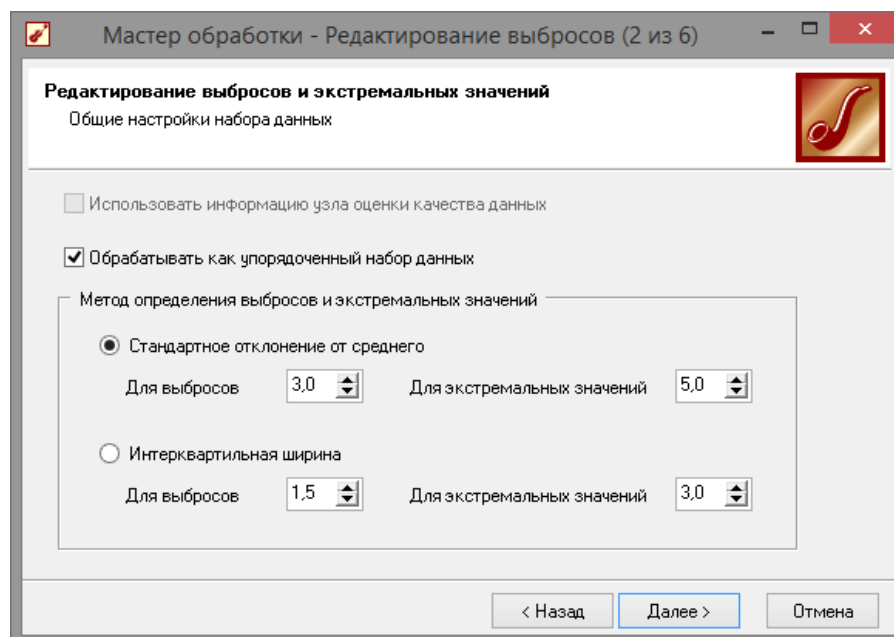 Мастер обработки - Редактирование выбросов (2 из 6)
Редактирование выбросов и экстремальных значений
Общие настройки набора данных
Использовать информацию узла оценки качества данных
Обрабатывать как упорядоченный набор данных
Метод определения выбросов и экстремальных значений
Стандартное отклонение от среднего
Для выбросов 3,0 Для экстремальных значений 5,0
Интерквартильная ширина
Для выбросов 1,5 Для экстремальных значений 3,0
< Назад Далее > Отмена